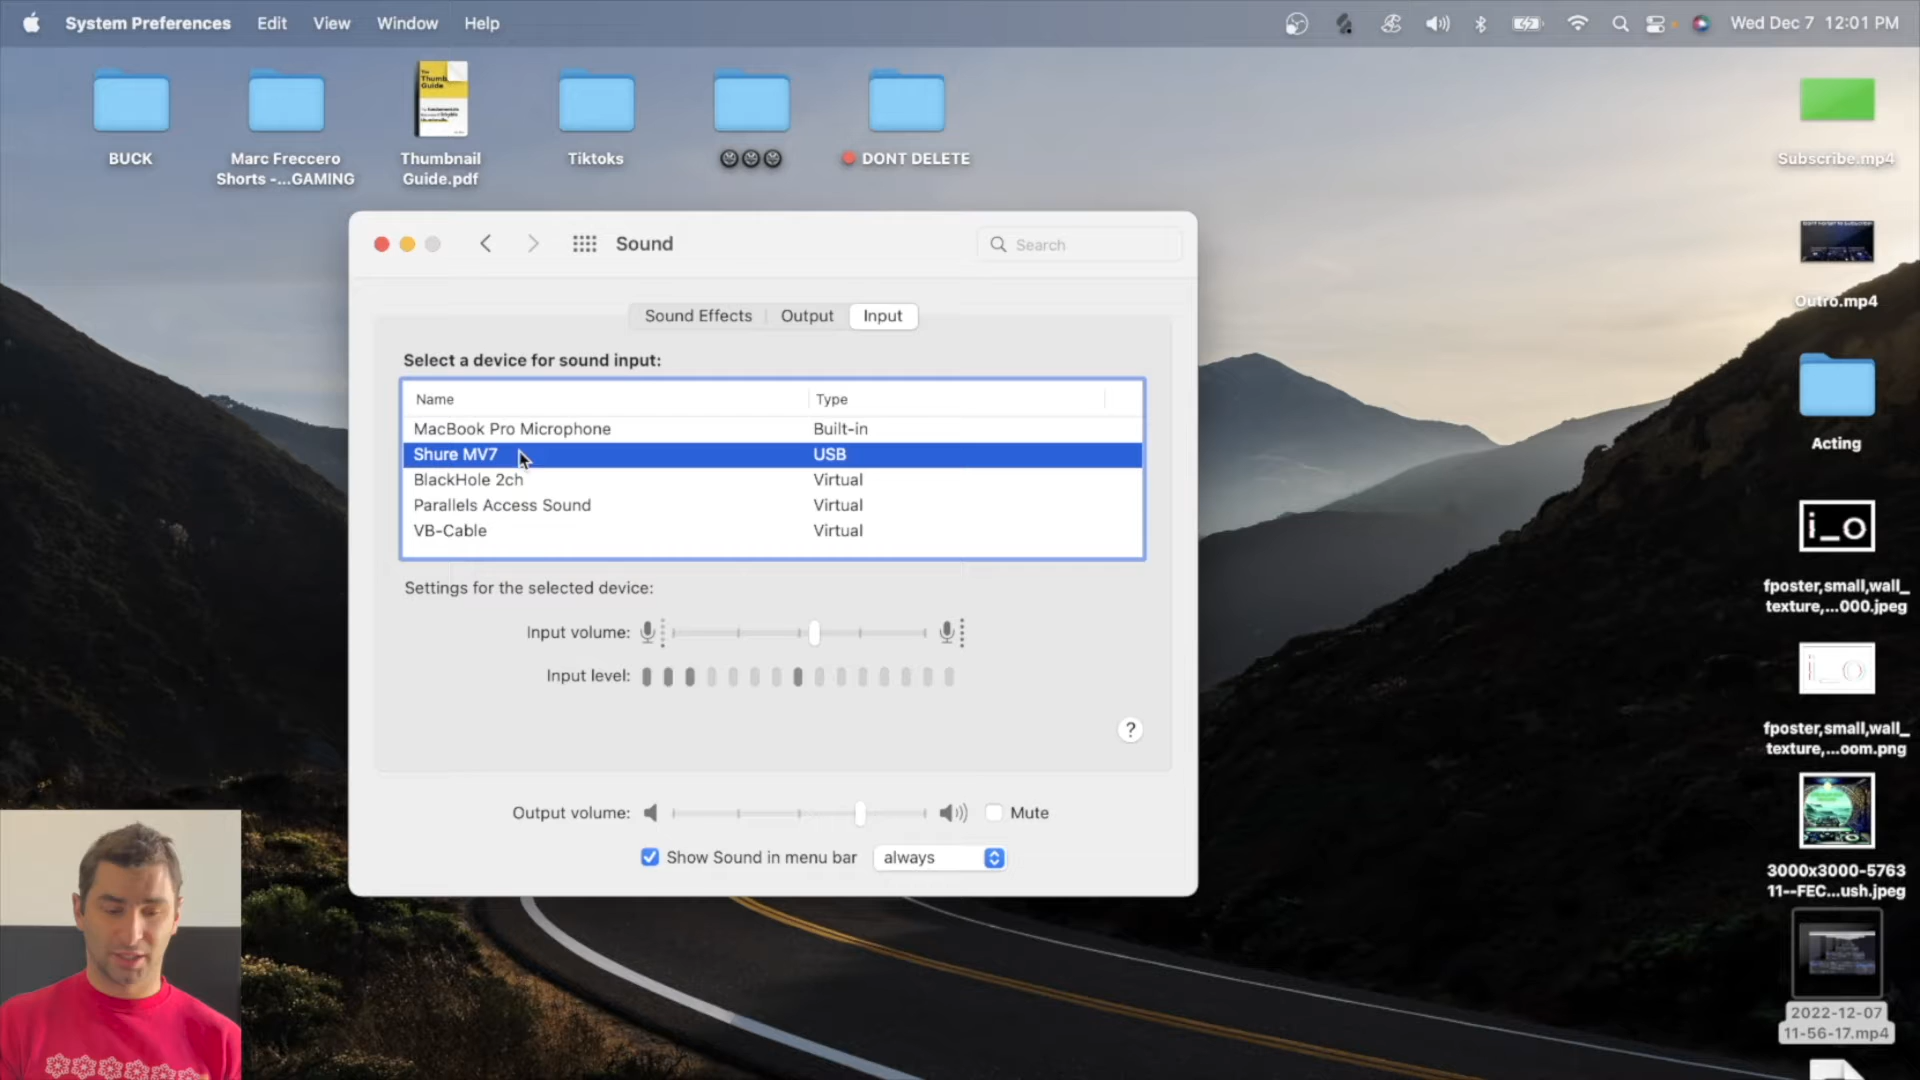 System Preferences Edit View Window Help Wed Dec 7 12:01 PM
BUCK
Marc Freccero
Shorts -...GAMING
The
Thumb
Guide
Thumbnail
Guide.pdf
Tiktoks
DONT DELETE
Subscribe.mp4
Outro.mp4
Acting
i_o
fposter,small,wall_
texture,...000.jpeg
i_o
fposter,small,wall_
texture,...oom.png
3000x3000-5763
11--FEC...ush.jpeg
2022-12-07
11-56-17.mp4
Sound
Search
Sound Effects Output Input
Select a device for sound input:
Name Type
MacBook Pro Microphone Built-in
Shure MV7 USB
BlackHole 2ch Virtual
Parallels Access Sound Virtual
VB-Cable Virtual
Settings for the selected device:
Input volume:
Input level:
?
Output volume: Mute
Show Sound in menu bar always